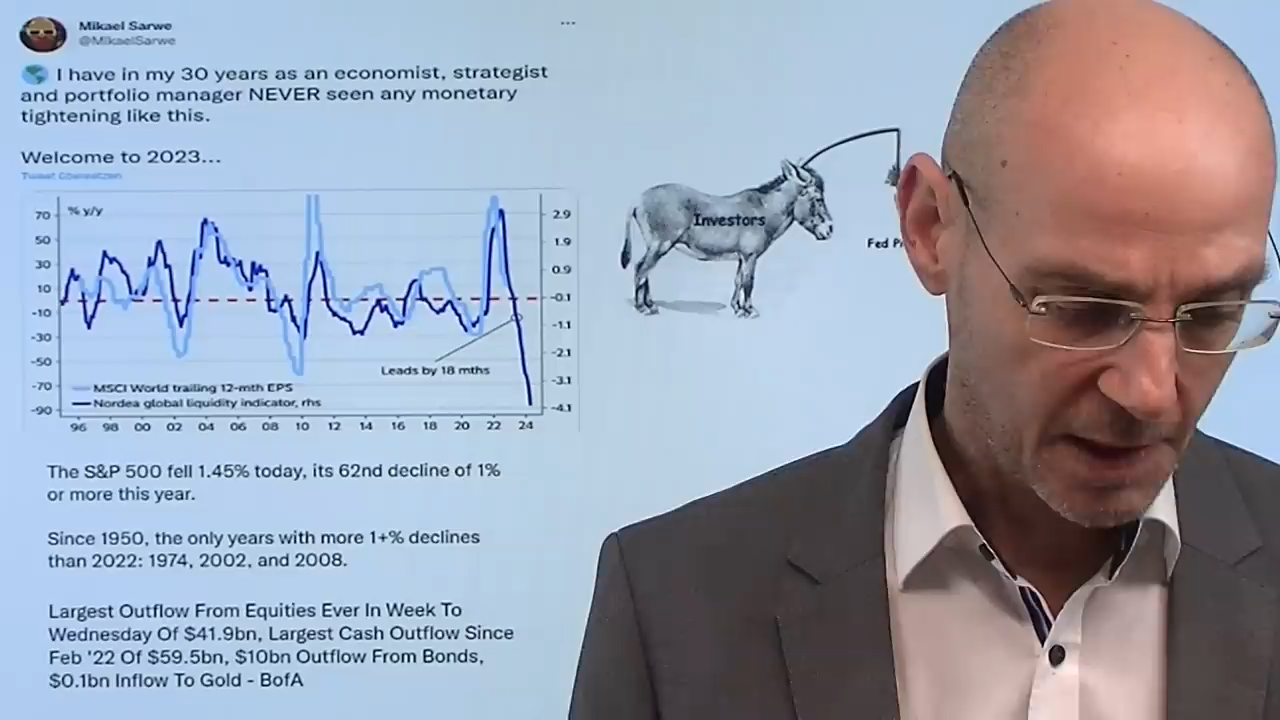 Mikael Sarwe
@MikaelSarwe
...
I have in my 30 years as an economist, strategist
and portfolio manager NEVER seen any monetary
tightening like this.
Welcome to 2023...
Tweet übersetzen
% y/y
70
50
30
10
-10
-30
-50
-70
-90
2.9
1.9
0.9
-0.1
-1.1
-2.1
-3.1
-4.1
Leads by 18 mths
MSCI World trailing 12-mth EPS
Nordea global liquidity indicator, rhs
96 98 00 02 04 06 08 10 12 14 16 18 20 22 24
Investors
Fed
The S&P 500 fell 1.45% today, its 62nd decline of 1%
or more this year.
Since 1950, the only years with more 1+% declines
than 2022: 1974, 2002, and 2008.
Largest Outflow From Equities Ever In Week To
Wednesday Of $41.9bn, Largest Cash Outflow Since
Feb '22 Of $59.5bn, $10bn Outflow From Bonds,
$0.1bn Inflow To Gold - BofA